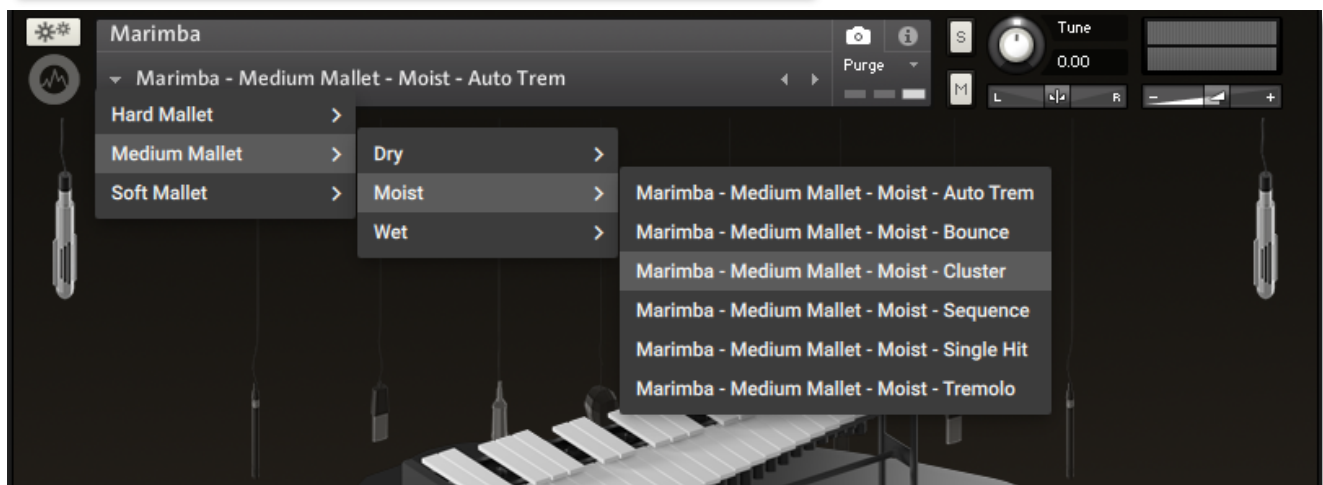 Marimba
Marimba - Medium Mallet - Moist - Auto Trem
Purge
S
M
Tune
0.00
L R
- +
Hard Mallet
Medium Mallet
Soft Mallet
Dry
Moist
Wet
Marimba - Medium Mallet - Moist - Auto Trem
Marimba - Medium Mallet - Moist - Bounce
Marimba - Medium Mallet - Moist - Cluster
Marimba - Medium Mallet - Moist - Sequence
Marimba - Medium Mallet - Moist - Single Hit
Marimba - Medium Mallet - Moist - Tremolo